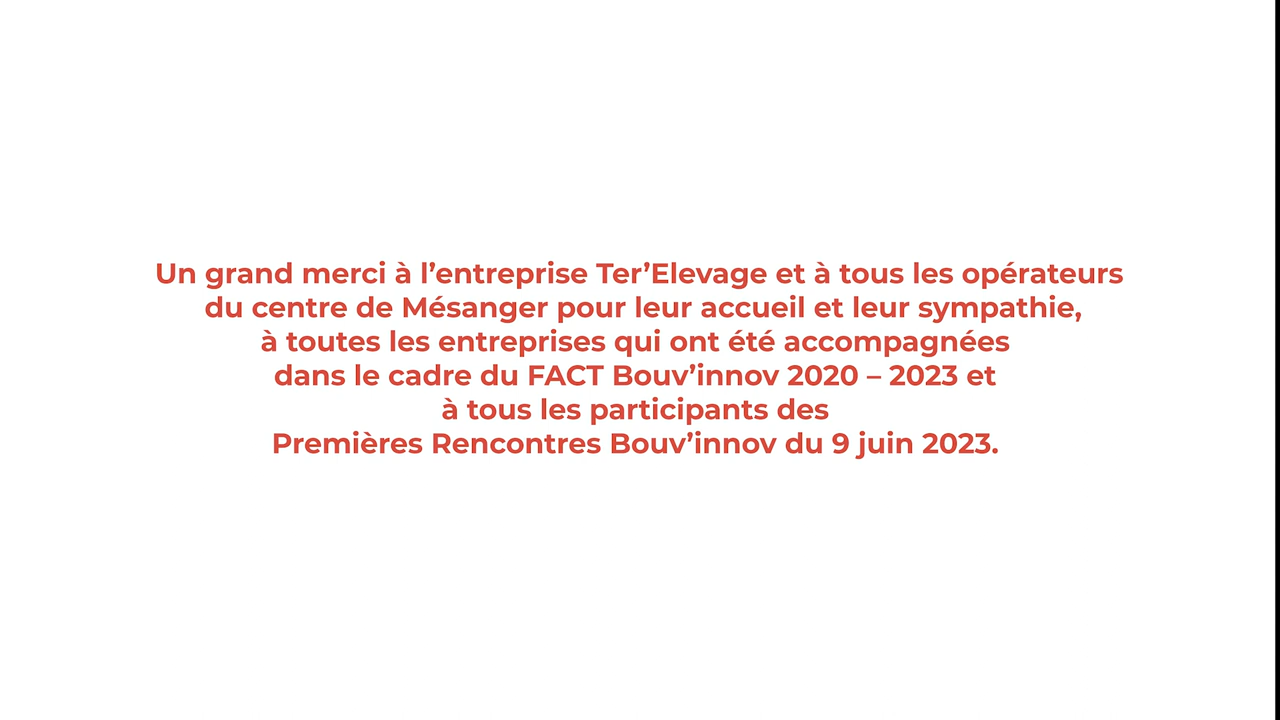 Un grand merci à l’entreprise Ter’Elevage et à tous les opérateurs
du centre de Mésanger pour leur accueil et leur sympathie,
à toutes les entreprises qui ont été accompagnées
dans le cadre du FACT Bouv’innov 2020 – 2023 et
à tous les participants des
Premières Rencontres Bouv’innov du 9 juin 2023.